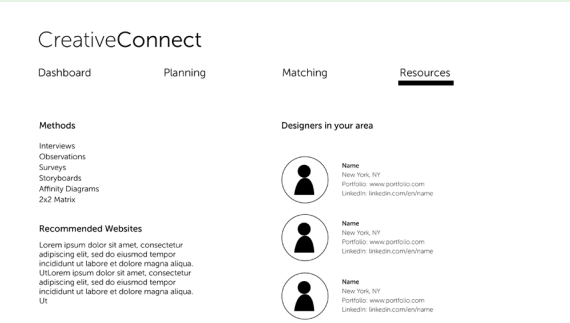 CreativeConnect
Dashboard
Planning
Matching
Resources
Methods
Interviews
Observations
Surveys
Storyboards
Affinity Diagrams
2x2 Matrix
Recommended Websites
Lorem ipsum dolor sit amet, consectetur
adipiscing elit, sed do eiusmod tempor
incididunt ut labore et dolore magna aliqua.
UtLorem ipsum dolor sit amet, consectetur
adipiscing elit, sed do eiusmod tempor
incididunt ut labore et dolore magna aliqua.
Ut
Designers in your area
Name
New York, NY
Portfolio: www.portfolio.com
LinkedIn: linkedin.com/en/name
Name
New York, NY
Portfolio: www.portfolio.com
LinkedIn: linkedin.com/en/name
Name
New York, NY
Portfolio: www.portfolio.com
LinkedIn: linkedin.com/en/name